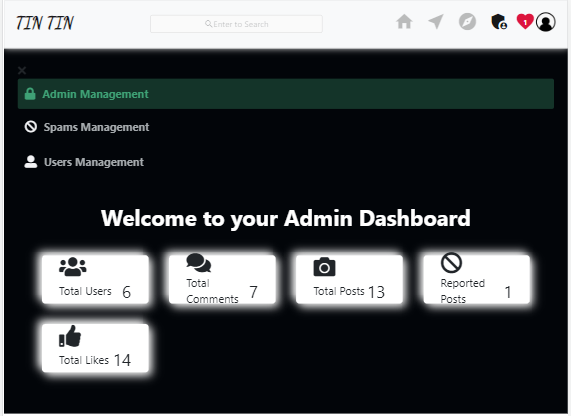 TIN TIN
Enter to Search
1
Admin Management
Spams Management
Users Management
Welcome to your Admin Dashboard
Total Users 6
Total
Comments 7
Total Posts 13
Reported
Posts 1
Total Likes 14